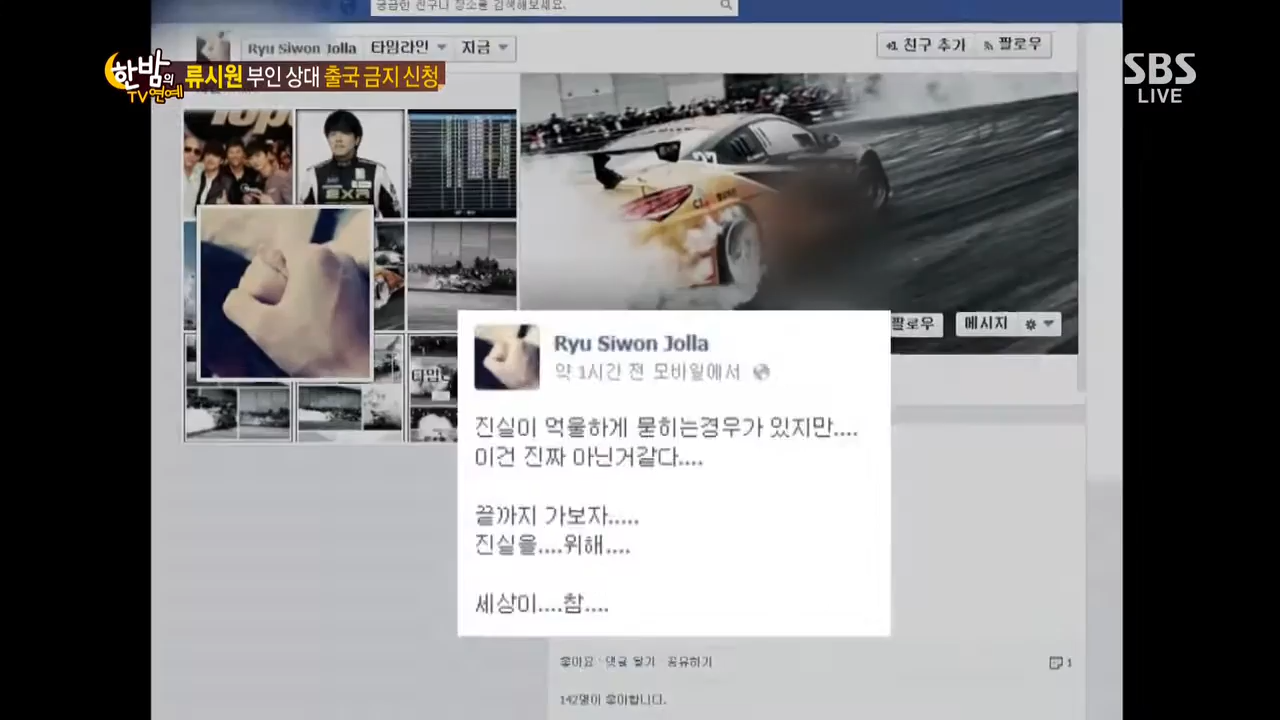 궁금한 친구나 장소를 검색해보세요.
Ryu Siwon Jolla 타임라인 지금
+1 친구 추가 팔로우
한밤의 TV연예
류시원 부인 상대 출국 금지 신청
SBS
LIVE
EXR
팔로우 메시지
Ryu Siwon Jolla
약 1시간 전 모바일에서
진실이 억울하게 묻히는경우가 있지만....
이건 진짜 아닌거같다....
끝까지 가보자.....
진실을....위해....
세상이....참....
좋아요 · 댓글 달기 · 공유하기
1
142명이 좋아합니다.